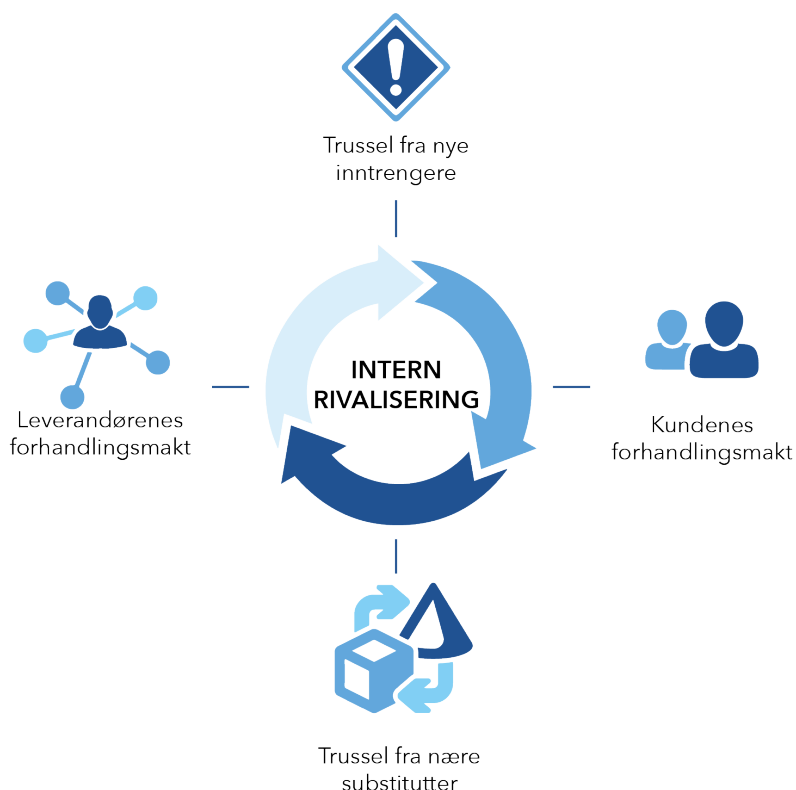 Trussel fra nye
inntrengere
INTERN
RIVALISERING
Leverandørenes
forhandlingsmakt
Kundenes
forhandlingsmakt
Trussel fra nære
substitutter